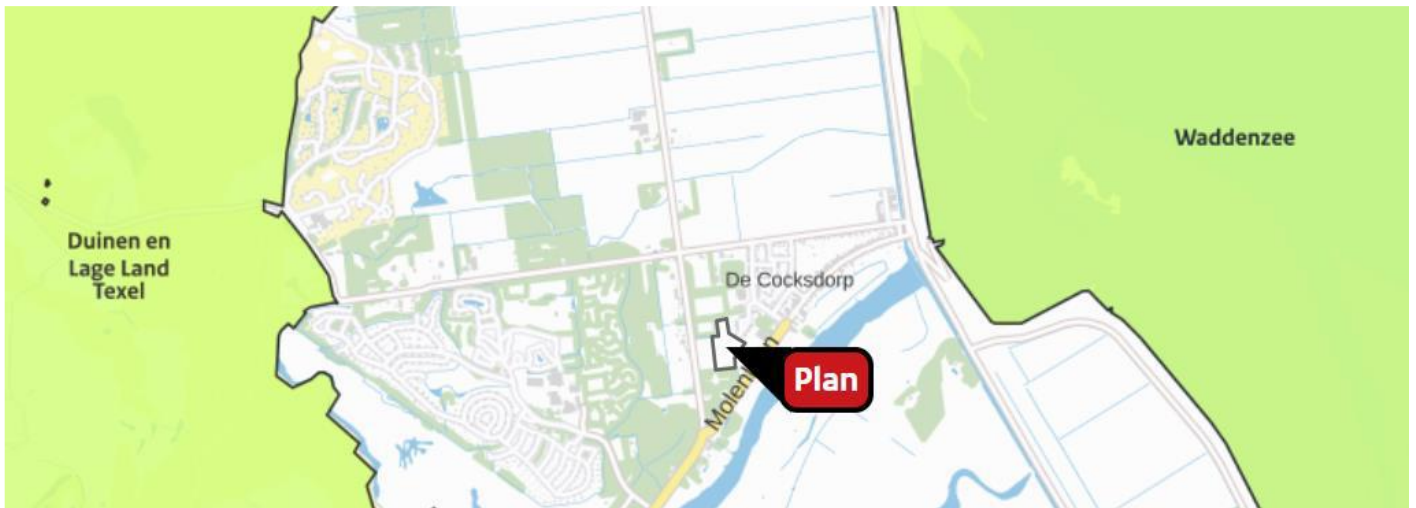 Waddenzee
Duinen en
Lage Land
Texel
De Cocksdorp
Plan